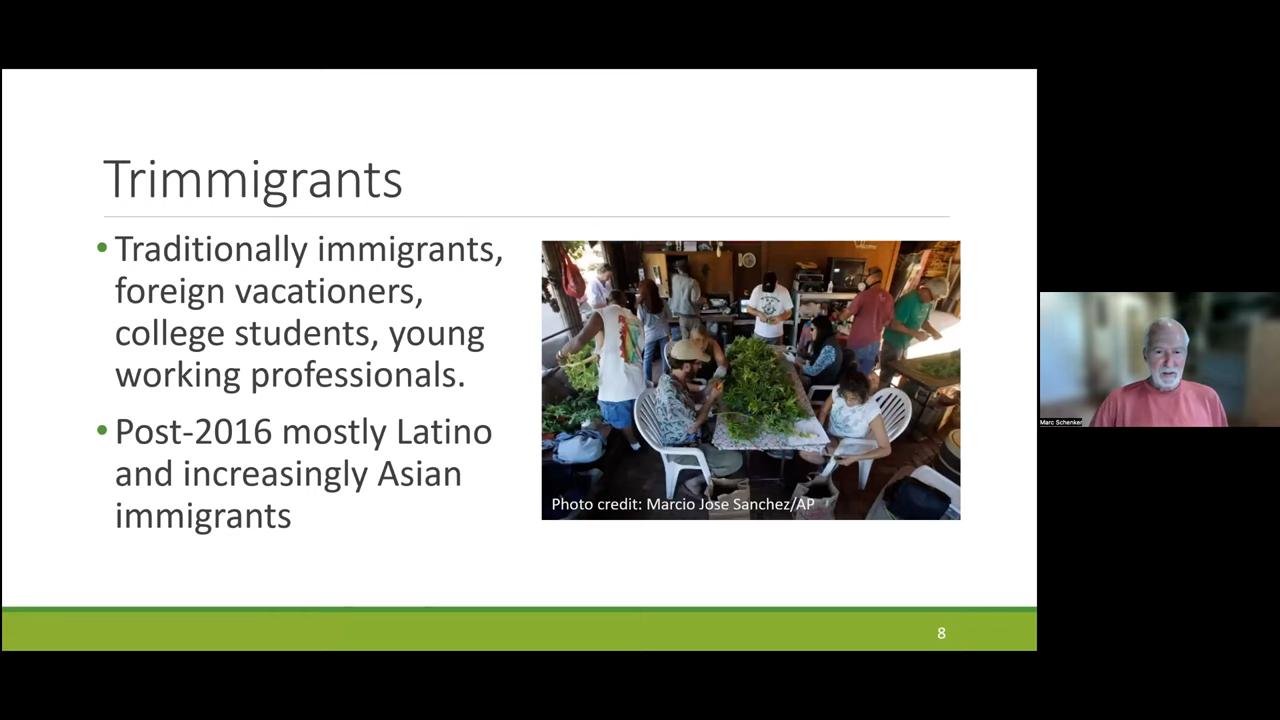 Trimmigrants
• Traditionally immigrants,
foreign vacationers,
college students, young
working professionals.
• Post-2016 mostly Latino
and increasingly Asian
immigrants
Photo credit: Marcio Jose Sanchez/AP
8
Marc Schenker